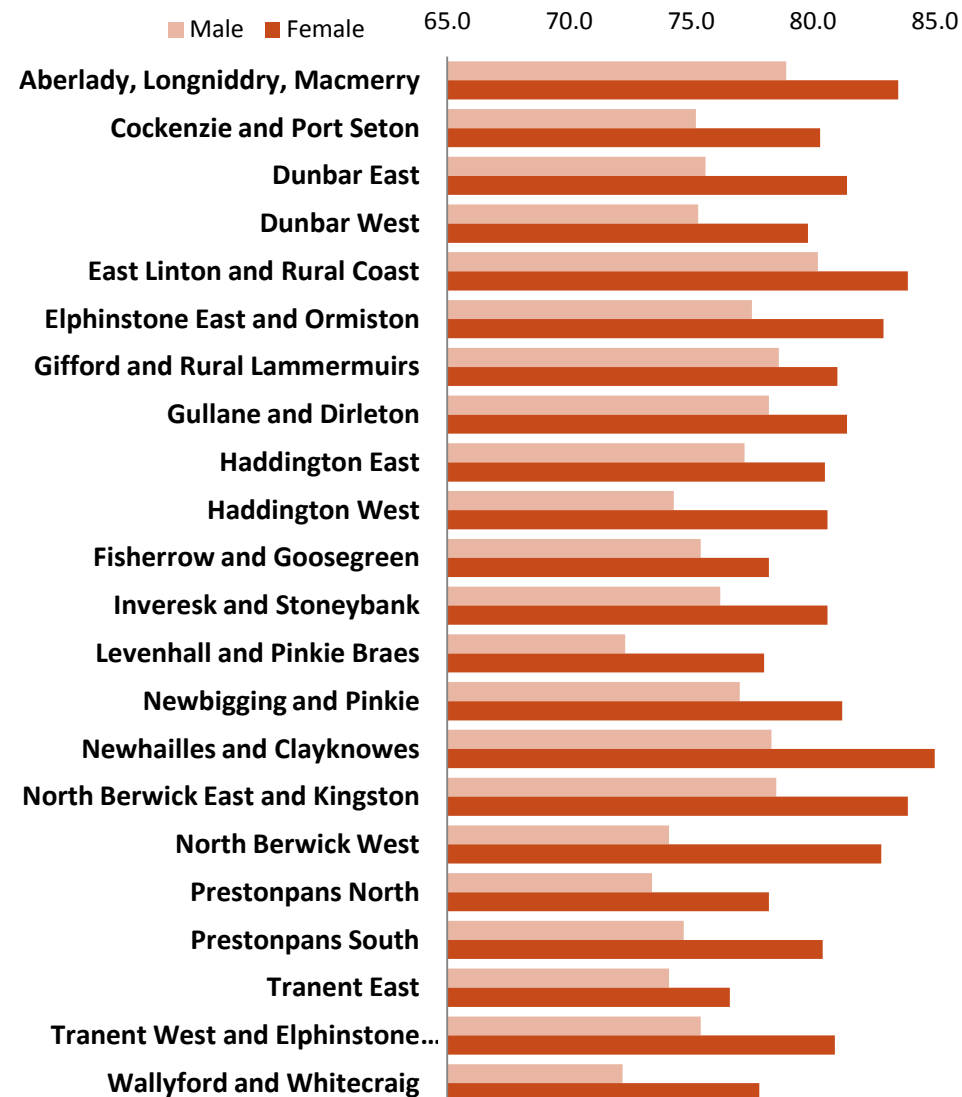 Male Female 65.0 70.0 75.0 80.0 85.0
Aberlady, Longniddry, Macmerry
Cockenzie and Port Seton
Dunbar East
Dunbar West
East Linton and Rural Coast
Elphinstone East and Ormiston
Gifford and Rural Lammermuirs
Gullane and Dirleton
Haddington East
Haddington West
Fisherrow and Goosegreen
Inveresk and Stoneybank
Levenhall and Pinkie Braes
Newbigging and Pinkie
Newhailles and Clayknowes
North Berwick East and Kingston
North Berwick West
Prestonpans North
Prestonpans South
Tranent East
Tranent West and Elphinstone…
Wallyford and Whitecraig